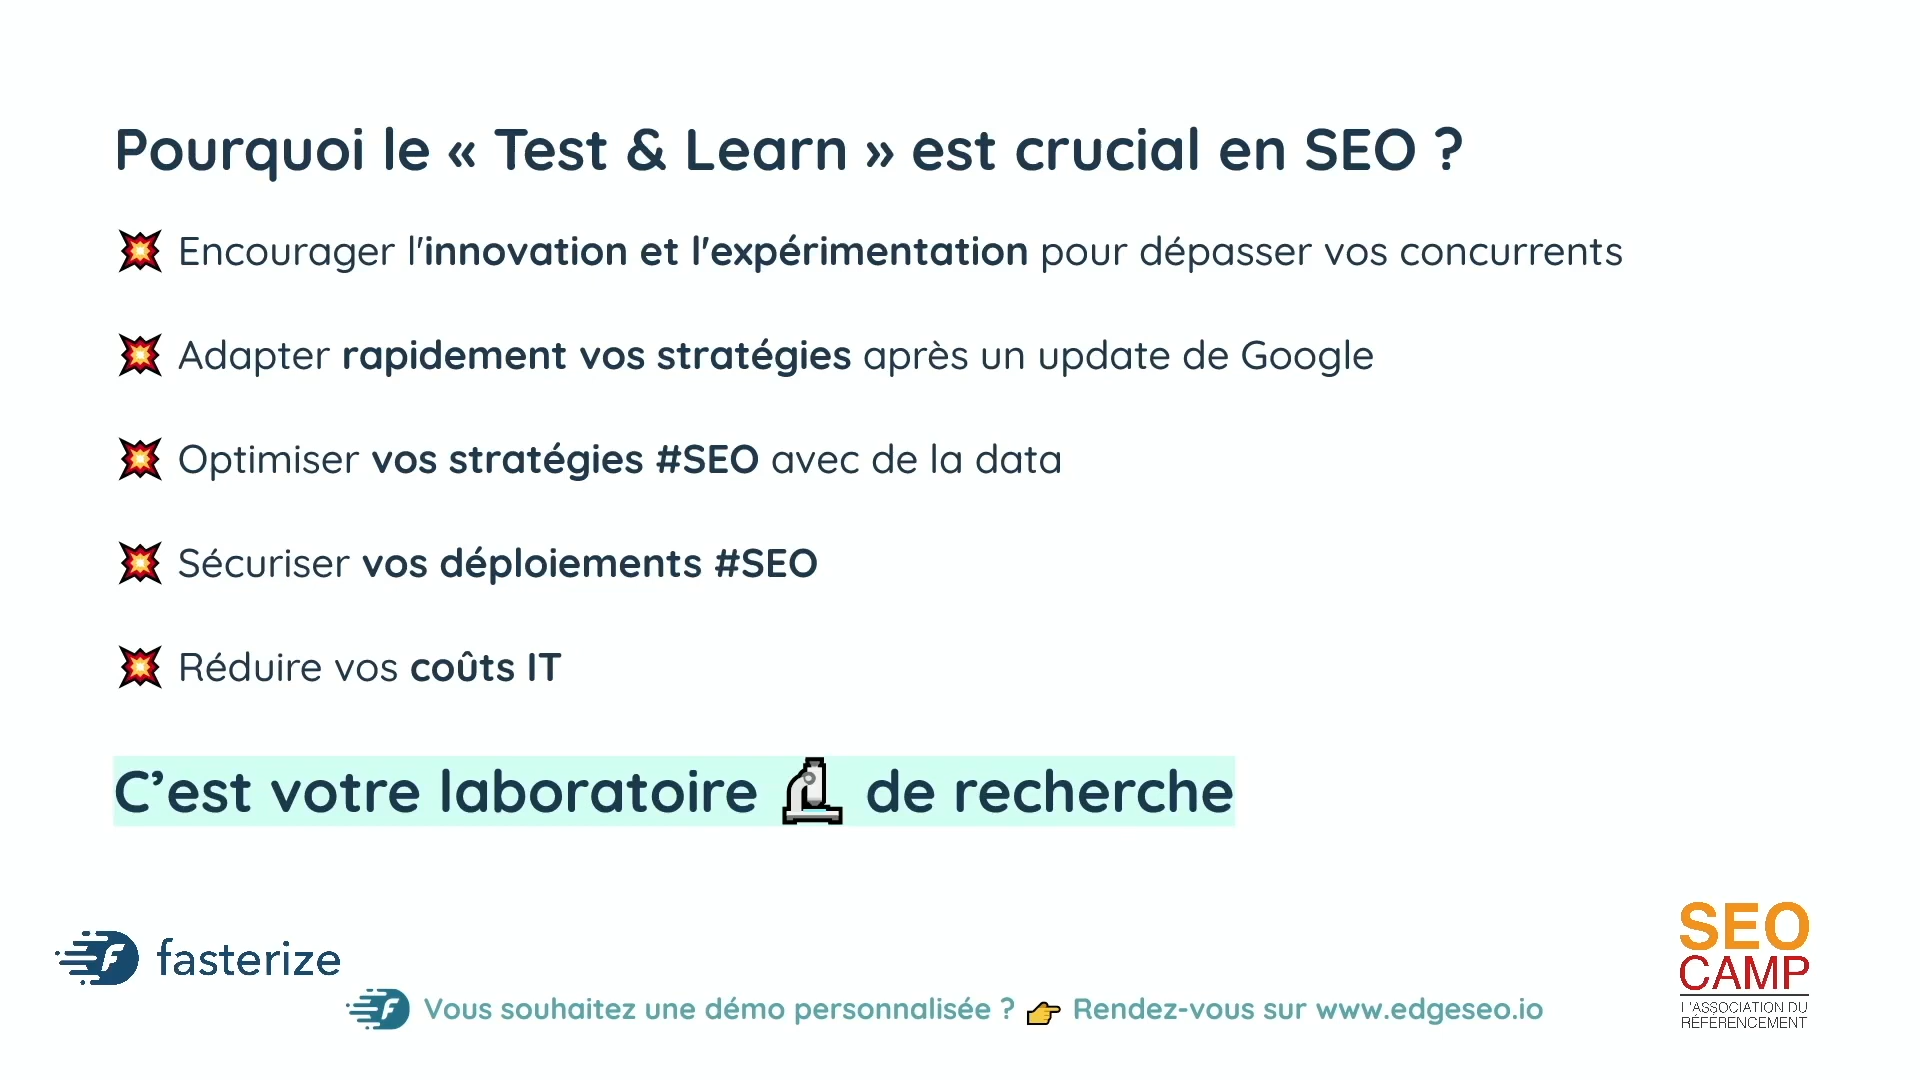 Pourquoi le « Test & Learn » est crucial en SEO ?
💥 Encourager l'innovation et l'expérimentation pour dépasser vos concurrents
💥 Adapter rapidement vos stratégies après un update de Google
💥 Optimiser vos stratégies #SEO avec de la data
💥 Sécuriser vos déploiements #SEO
💥 Réduire vos coûts IT
C’est votre laboratoire 🔬 de recherche
fasterize
Vous souhaitez une démo personnalisée ? 👉 Rendez-vous sur www.edgeseo.io
SEO
CAMP
L'ASSOCIATION DU
RÉFÉRENCEMENT